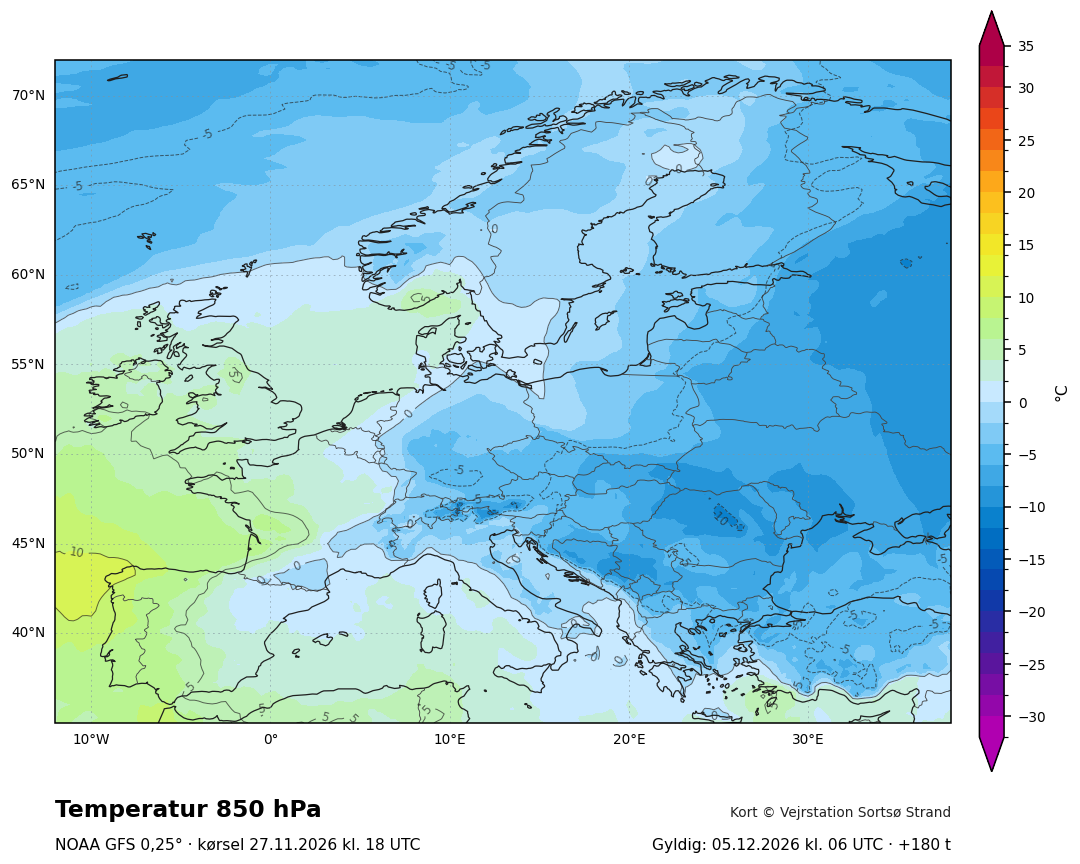 70°N
65°N
60°N
55°N
50°N
45°N
40°N
10°W
0°
10°E
20°E
30°E
35
30
25
20
15
10
5
0
−5
−10
−15
−20
−25
−30
°C
Temperatur 850 hPa
Kort © Vejrstation Sortsø Strand
NOAA GFS 0,25° · kørsel 27.11.2026 kl. 18 UTC
Gyldig: 05.12.2026 kl. 06 UTC · +180 t